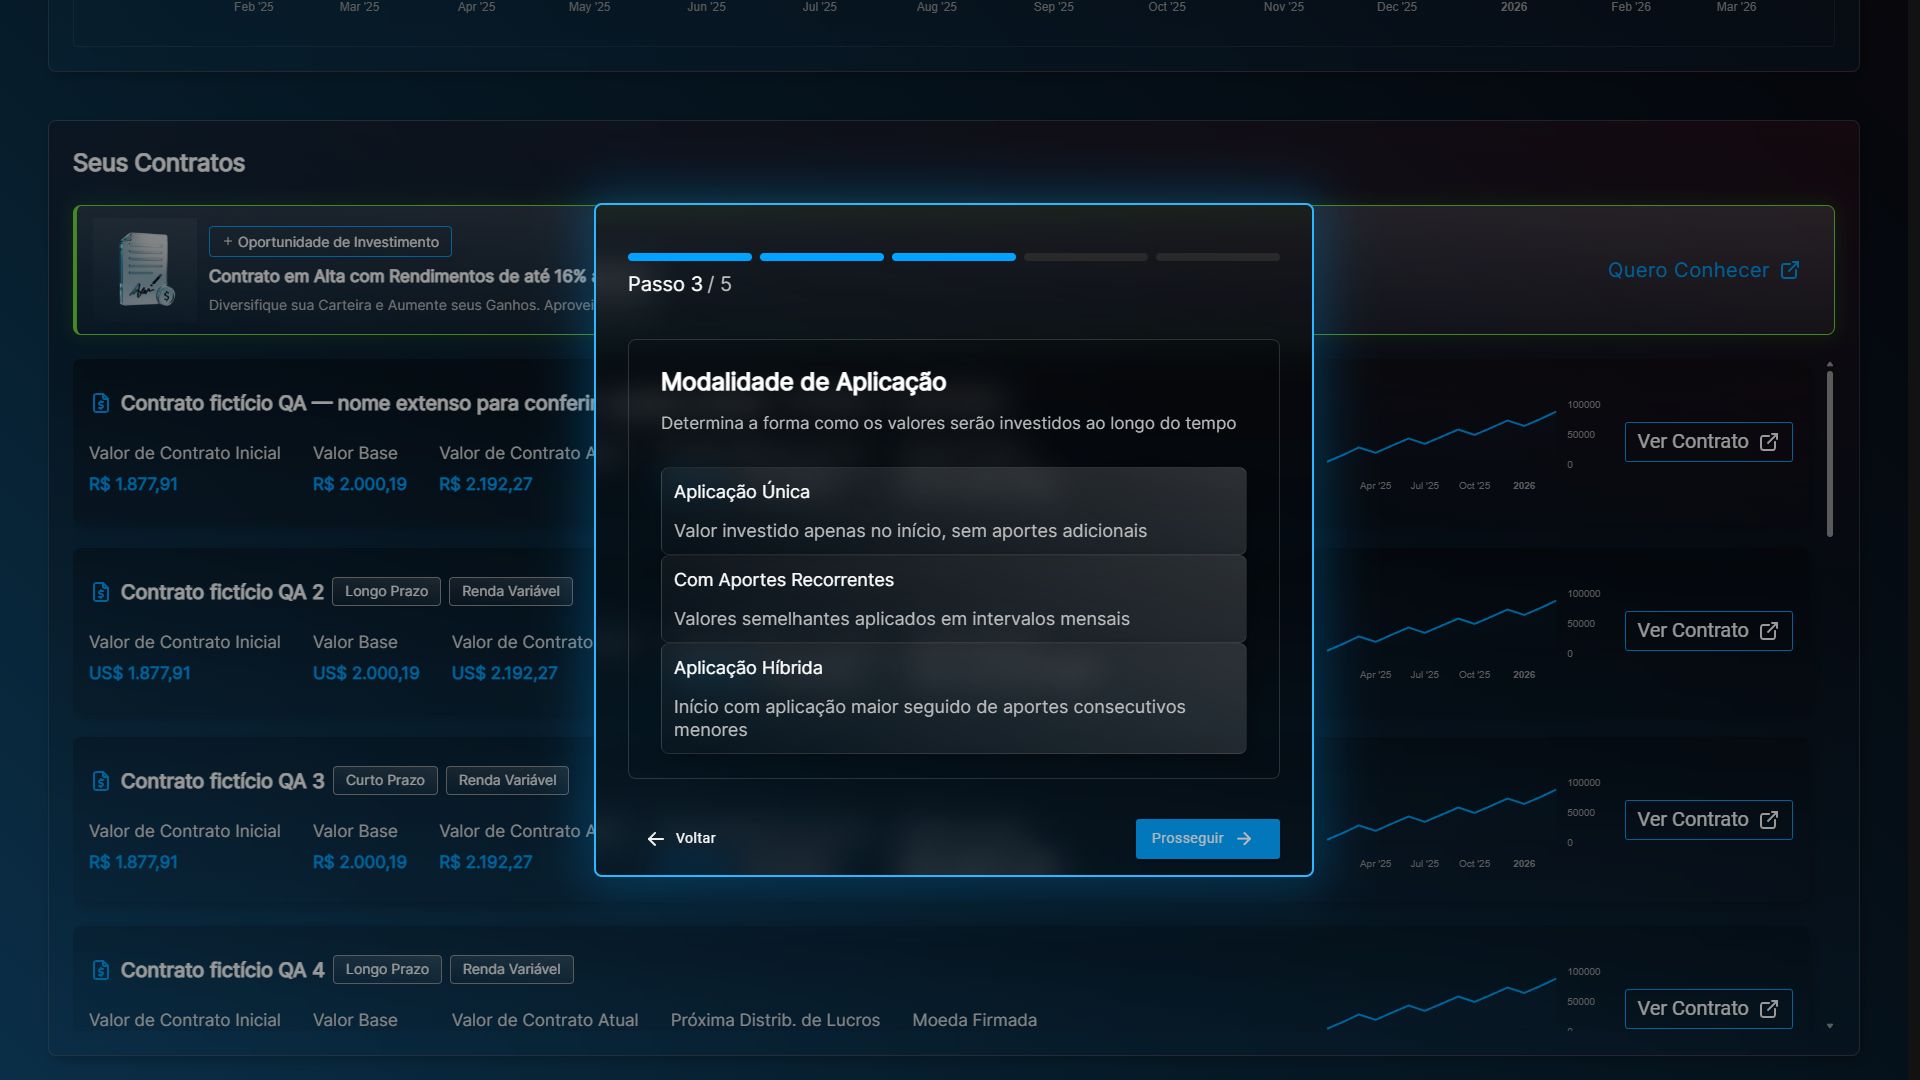 Feb '25 Mar '25 Apr '25 May '25 Jun '25 Jul '25 Aug '25 Sep '25 Oct '25 Nov '25 Dec '25 2026 Feb '26 Mar '26
Seus Contratos
+ Oportunidade de Investimento
Contrato em Alta com Rendimentos de até 16%
Diversifique sua Carteira e Aumente seus Ganhos.
Quero Conhecer
Contrato fictício QA — nome extenso para
Valor de Contrato Inicial Valor Base Valor de Contrato
R$ 1.877,91 R$ 2.000,19 R$ 2.192,27
100000
50000
0
Apr '25 Jul '25 Oct '25 2026
Ver Contrato
Contrato fictício QA 2 Longo Prazo Renda Variável
Valor de Contrato Inicial Valor Base Valor de Contrato
US$ 1.877,91 US$ 2.000,19 US$ 2.192,27
100000
50000
0
Apr '25 Jul '25 Oct '25 2026
Ver Contrato
Contrato fictício QA 3 Curto Prazo Renda Variável
Valor de Contrato Inicial Valor Base Valor de Contrato
R$ 1.877,91 R$ 2.000,19 R$ 2.192,27
100000
50000
0
Apr '25 Jul '25 Oct '25 2026
Ver Contrato
Contrato fictício QA 4 Longo Prazo Renda Variável
Valor de Contrato Inicial Valor Base Valor de Contrato Atual Próxima Distrib. de Lucros Moeda Firmada
100000
50000
Ver Contrato
Passo 3 / 5
Modalidade de Aplicação
Determina a forma como os valores serão investidos ao longo do tempo
Aplicação Única
Valor investido apenas no início, sem aportes adicionais
Com Aportes Recorrentes
Valores semelhantes aplicados em intervalos mensais
Aplicação Híbrida
Início com aplicação maior seguido de aportes consecutivos
menores
Voltar
Prosseguir